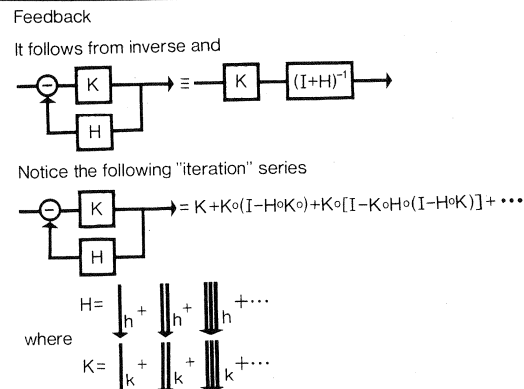 Feedback
It follows from inverse and
− K H ≡ K (I+H)⁻¹
Notice the following "iteration" series
− K H = K+K∘(I−H∘K∘)+K∘[I−K∘H∘(I−H∘K)]+ •••
H= h + h + h +⋯
where
K= k + k + k +⋯